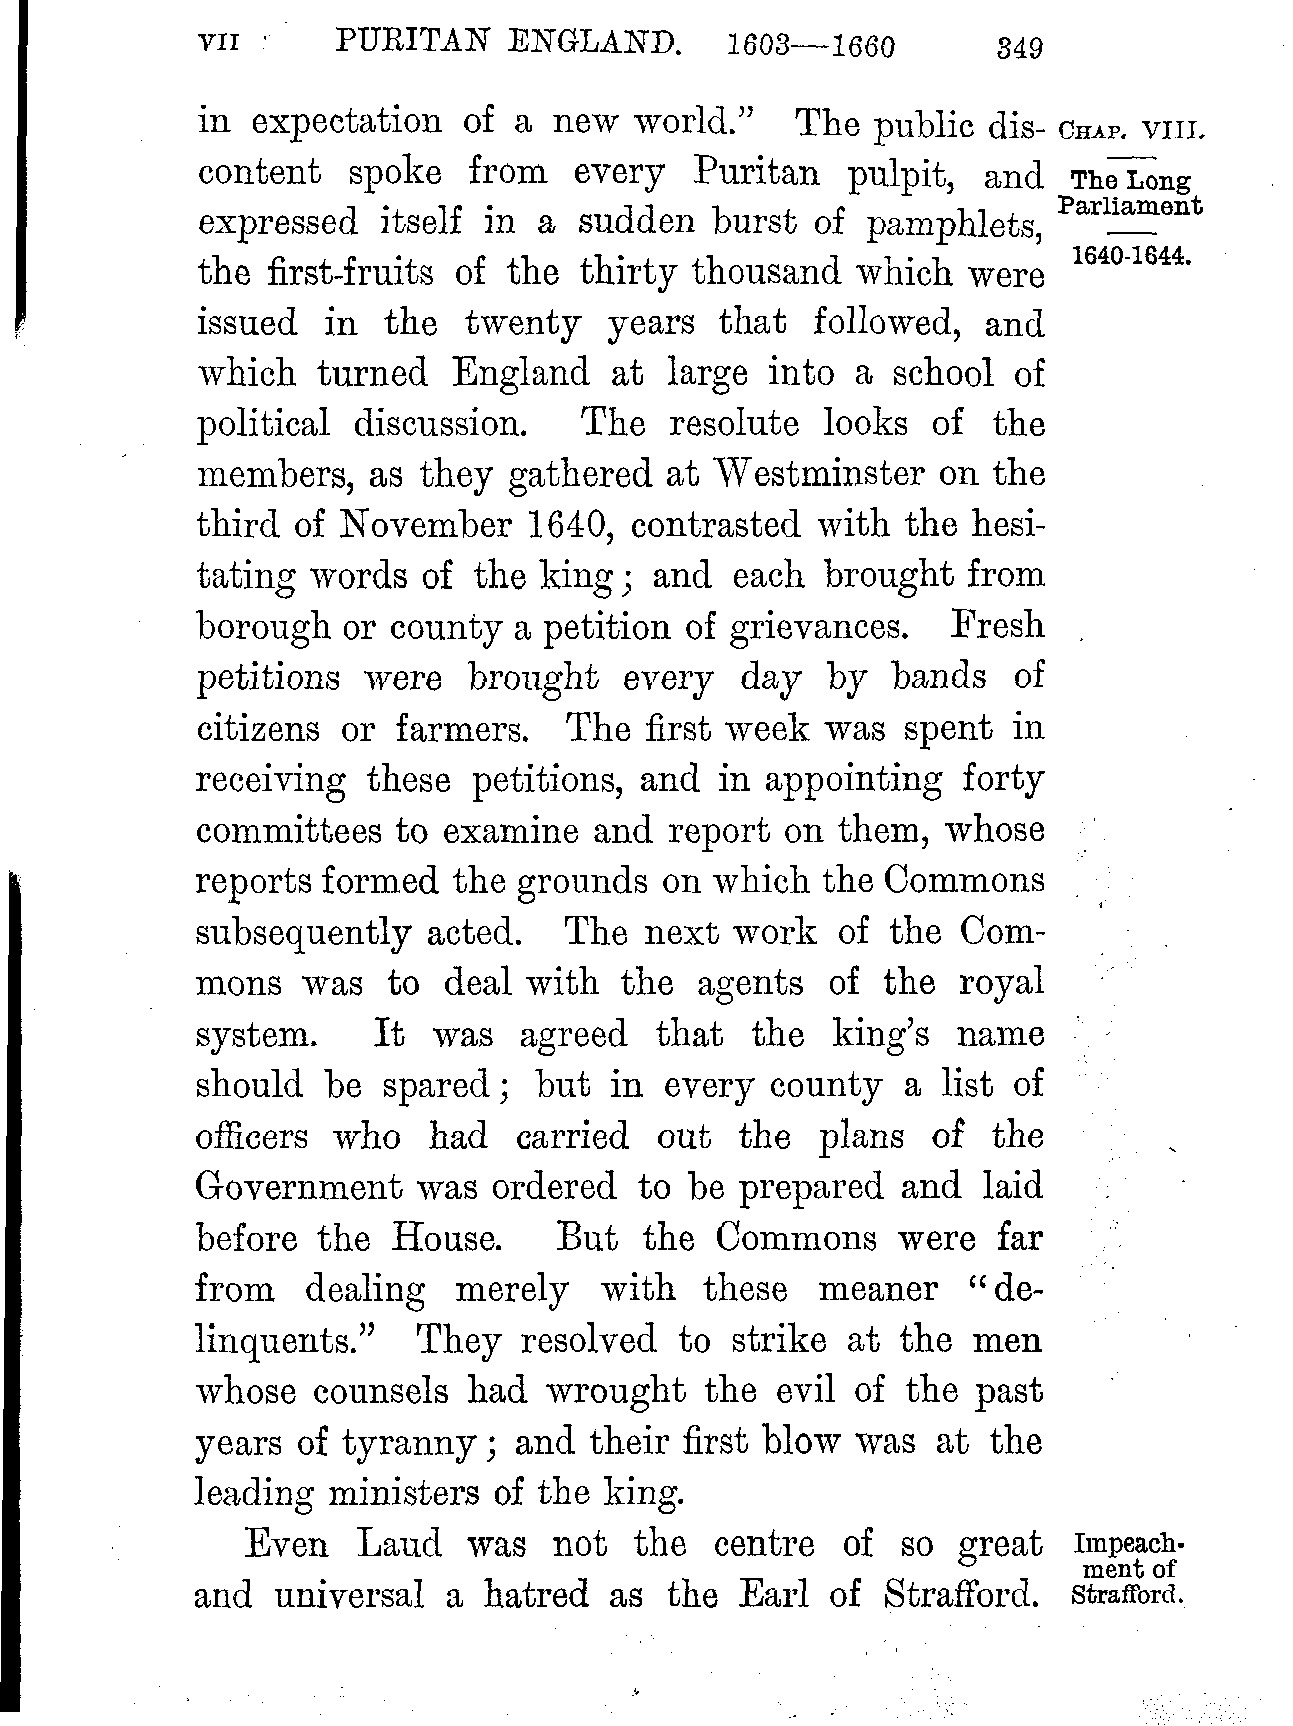 VII PURITAN ENGLAND. 1603—1660 349
in expectation of a new world.” The public dis-
content spoke from every Puritan pulpit, and
expressed itself in a sudden burst of pamphlets,
the first-fruits of the thirty thousand which were
issued in the twenty years that followed, and
which turned England at large into a school of
political discussion. The resolute looks of the
members, as they gathered at Westminster on the
third of November 1640, contrasted with the hesi-
tating words of the king; and each brought from
borough or county a petition of grievances. Fresh
petitions were brought every day by bands of
citizens or farmers. The first week was spent in
receiving these petitions, and in appointing forty
committees to examine and report on them, whose
reports formed the grounds on which the Commons
subsequently acted. The next work of the Com-
mons was to deal with the agents of the royal
system. It was agreed that the king’s name
should be spared; but in every county a list of
officers who had carried out the plans of the
Government was ordered to be prepared and laid
before the House. But the Commons were far
from dealing merely with these meaner “de-
linquents.” They resolved to strike at the men
whose counsels had wrought the evil of the past
years of tyranny; and their first blow was at the
leading ministers of the king.
Even Laud was not the centre of so great
and universal a hatred as the Earl of Strafford.
CHAP. VIII.
The Long
Parliament
1640-1644.
Impeach-
ment of
Strafford.